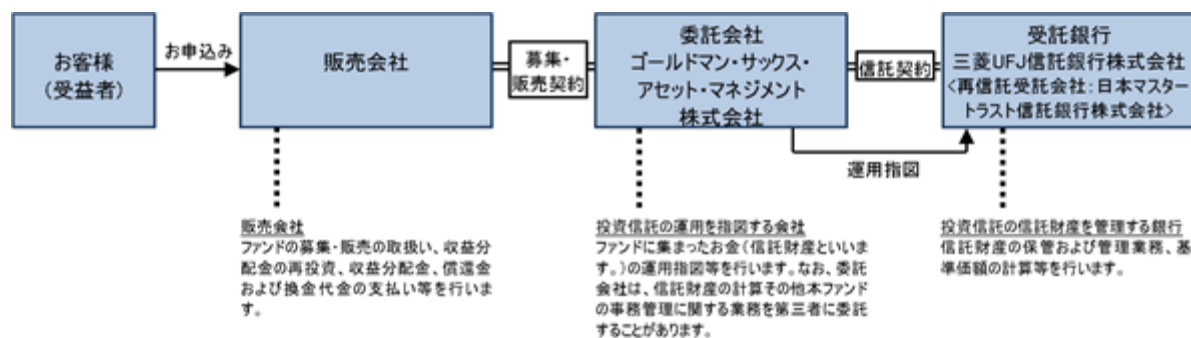 お客様
(受益者)
お申込み
販売会社
募集・
販売契約
委託会社
ゴールドマン・サックス・
アセット・マネジメント
株式会社
信託契約
受託銀行
三菱UFJ信託銀行株式会社
<再信託受託会社:日本マスター
トラスト信託銀行株式会社>
運用指図
販売会社
ファンドの募集・販売の取扱い、収益分
配金の再投資、収益分配金、償還金
および換金代金の支払い等を行いま
す。
投資信託の運用を指図する会社
ファンドに集まったお金(信託財産といいま
す。)の運用指図等を行います。なお、委託
会社は、信託財産の計算その他本ファンド
の事務管理に関する業務を第三者に委託
することがあります。
投資信託の信託財産を管理する銀行
信託財産の保管および管理業務、基
準価額の計算等を行います。